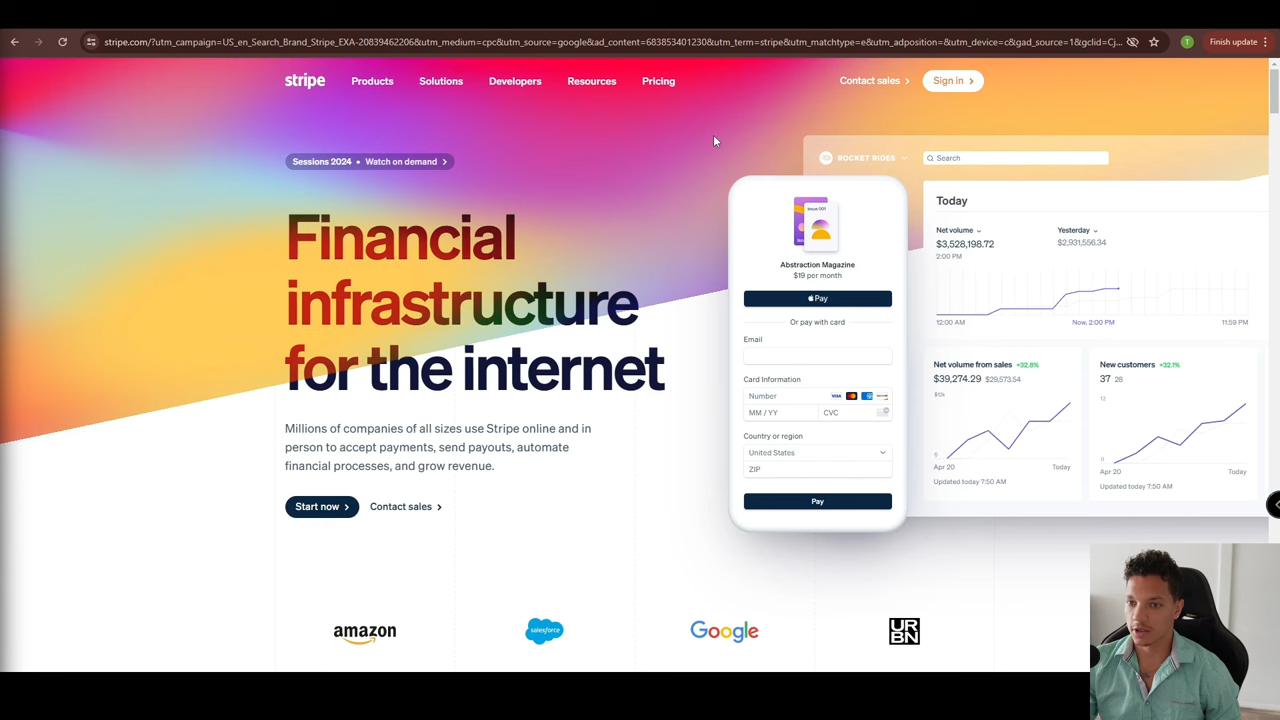 stripe.com/?utm_campaign=US_en_Search_Brand_Stripe_EXA-20839462206&utm_medium=cpc&utm_source=google&ad_content=683853401230&utm_term=stripe&utm_matchtype=e&utm_adposition=&utm_device=c&gad_source=1&gclid=Cj...
T
Finish update
stripe
Products
Solutions
Developers
Resources
Pricing
Contact sales
Sign in
Sessions 2024 • Watch on demand
Financial
infrastructure
for the internet
Millions of companies of all sizes use Stripe online and in
person to accept payments, send payouts, automate
financial processes, and grow revenue.
Start now
Contact sales
Abstraction Magazine
$19 per month
Pay
Or pay with card
Email
Card Information
Number
VISA
MM / YY
CVC
Country or region
United States
ZIP
Pay
ROCKET RIDES
Search
Today
Net volume
$3,528,198.72
2:00 PM
Yesterday
$2,931,556.34
12:00 AM
Now, 2:00 PM
11:59 PM
Net volume from sales +32.8%
$39,274.29 $29,573.54
0
Apr 20
Today
Updated today 7:50 AM
New customers +32.1%
37 28
12
0
Apr 20
Today
Updated today 7:50 AM
amazon
salesforce
Google
UR
BN